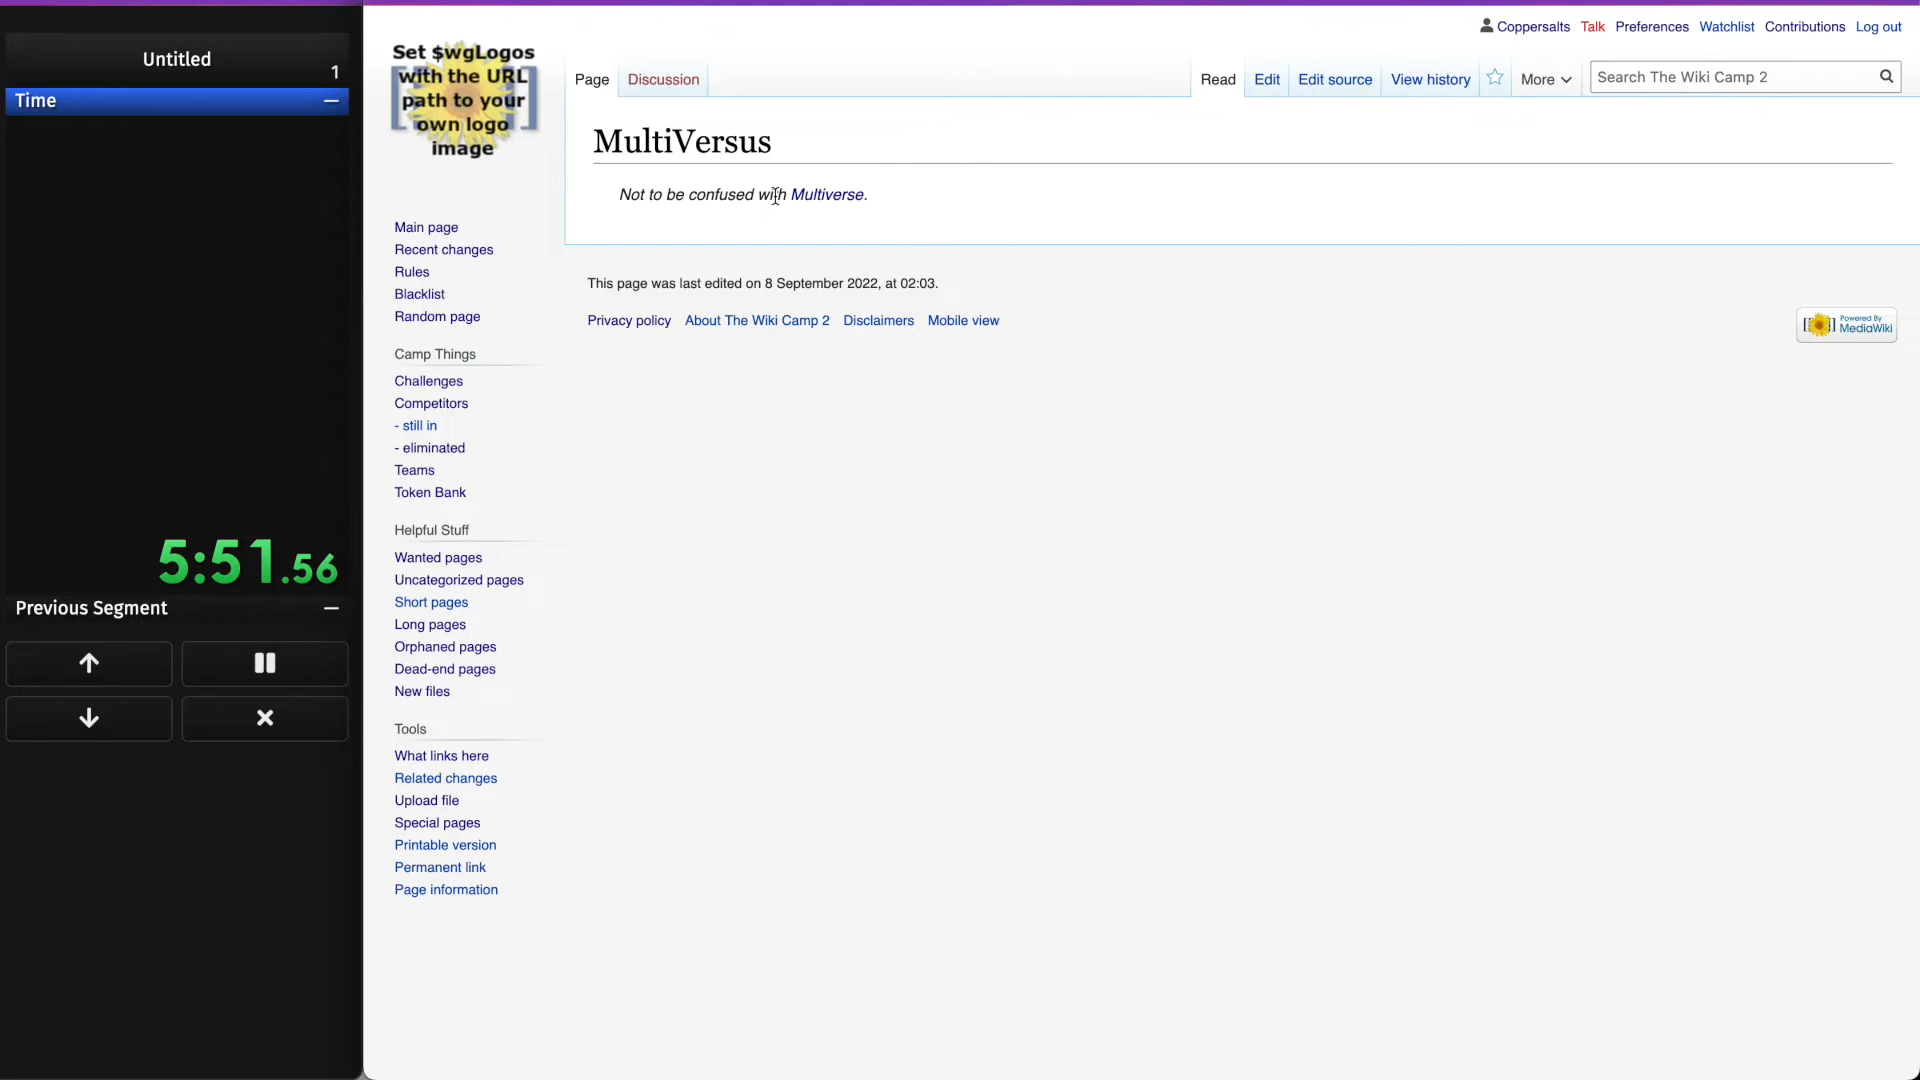 Untitled
1
Time −
5:51.56
Previous Segment −
Set $wgLogos
with the URL
path to your
own logo
image
Main page
Recent changes
Rules
Blacklist
Random page
Camp Things
Challenges
Competitors
- still in
- eliminated
Teams
Token Bank
Helpful Stuff
Wanted pages
Uncategorized pages
Short pages
Long pages
Orphaned pages
Dead-end pages
New files
Tools
What links here
Related changes
Upload file
Special pages
Printable version
Permanent link
Page information
Coppersalts Talk Preferences Watchlist Contributions Log out
Page Discussion Read Edit Edit source View history More Search The Wiki Camp 2
MultiVersus
Not to be confused with Multiverse.
This page was last edited on 8 September 2022, at 02:03.
Privacy policy About The Wiki Camp 2 Disclaimers Mobile view
Powered By
MediaWiki